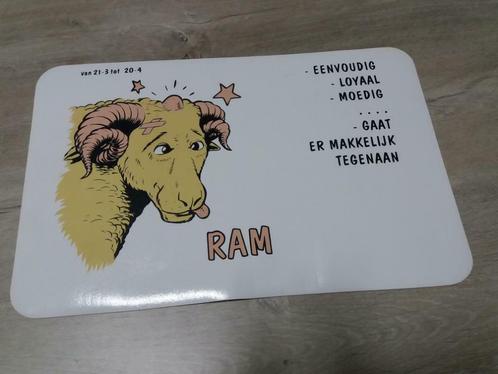 van 21-3 tot 20-4
- EENVOUDIG
- LOYAAL
- MOEDIG
....
- GAAT
ER MAKKELIJK
TEGENAAN
RAM